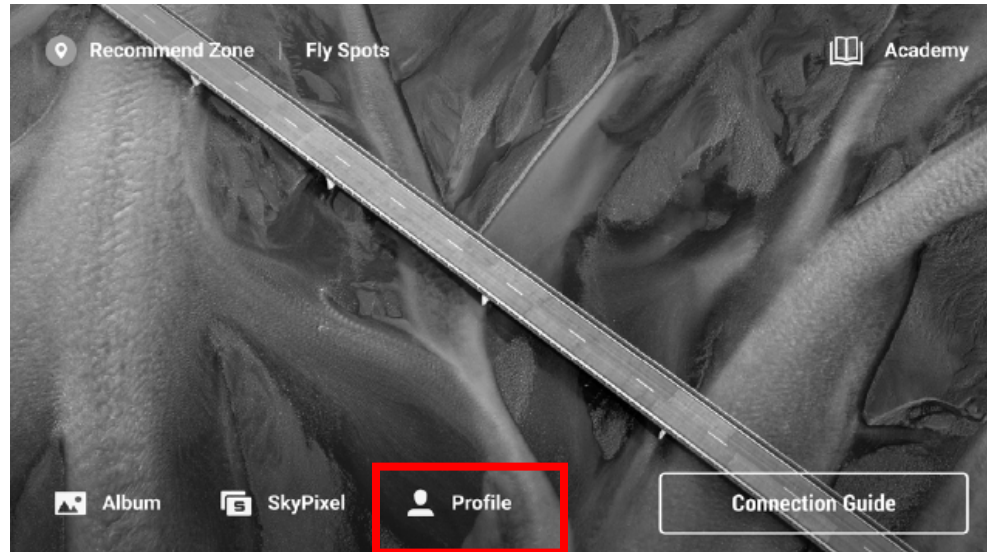 Recommend Zone | Fly Spots
Academy
Album
SkyPixel
Profile
Connection Guide